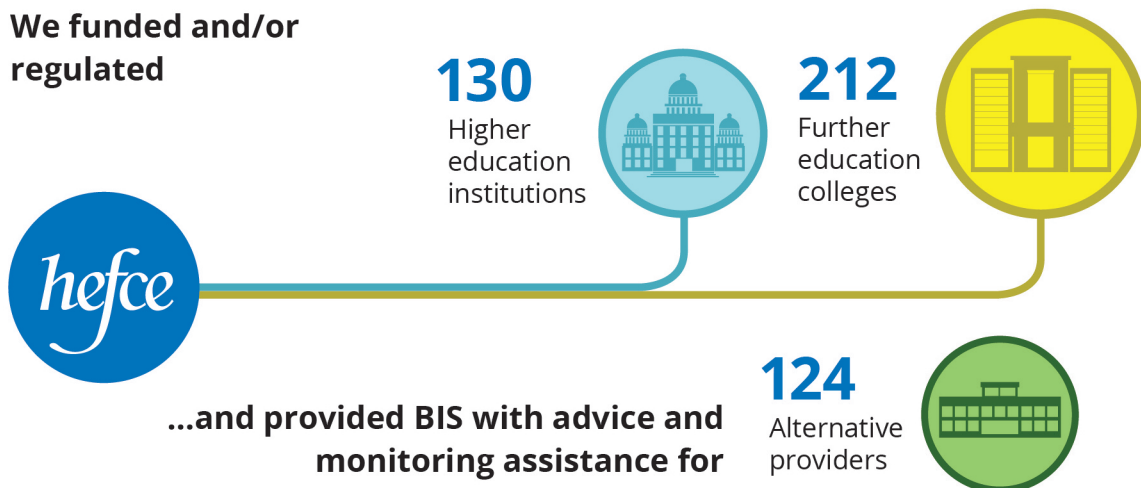 We funded and/or
regulated
130
Higher
education
institutions
212
Further
education
colleges
hefce
...and provided BIS with advice and
monitoring assistance for
124
Alternative
providers